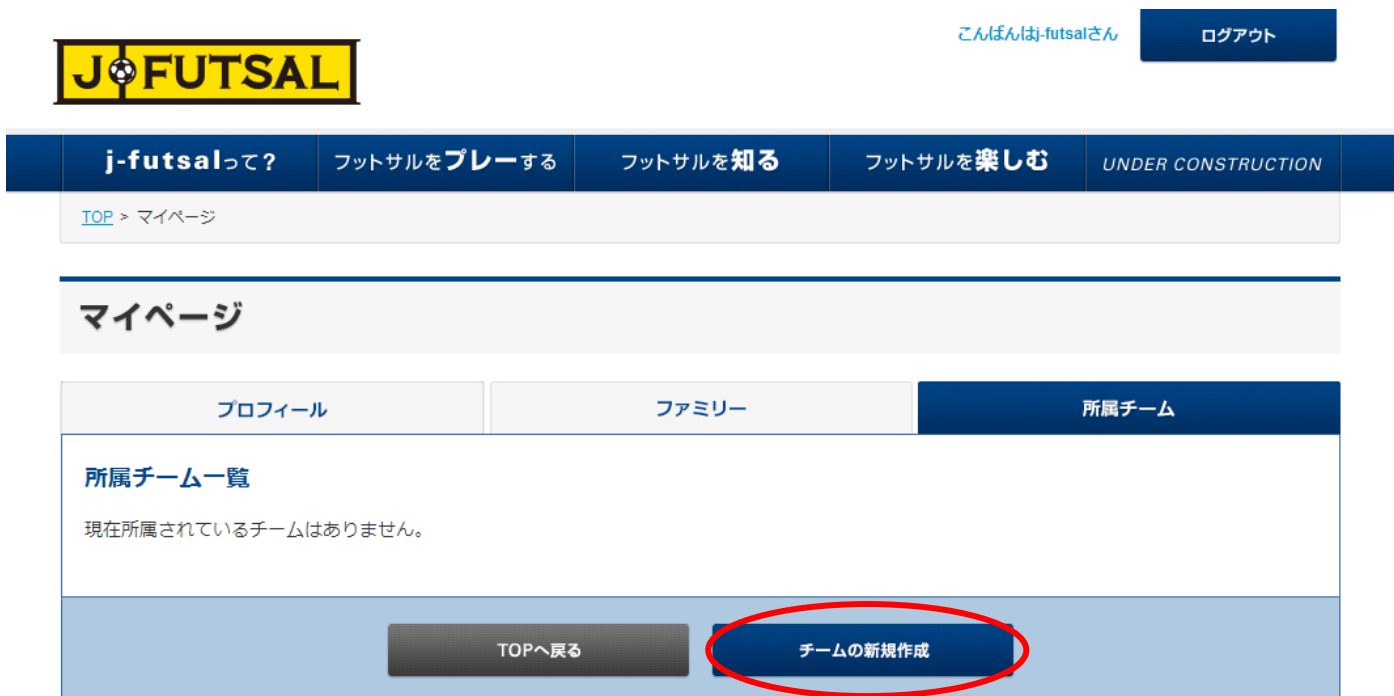 こんばんはj-futsalさん
ログアウト
J FUTSAL
j-futsalって？ フットサルをプレーする フットサルを知る フットサルを楽しむ UNDER CONSTRUCTION
TOP > マイページ
マイページ
プロフィール ファミリー 所属チーム
所属チーム一覧
現在所属されているチームはありません。
TOPへ戻る チームの新規作成